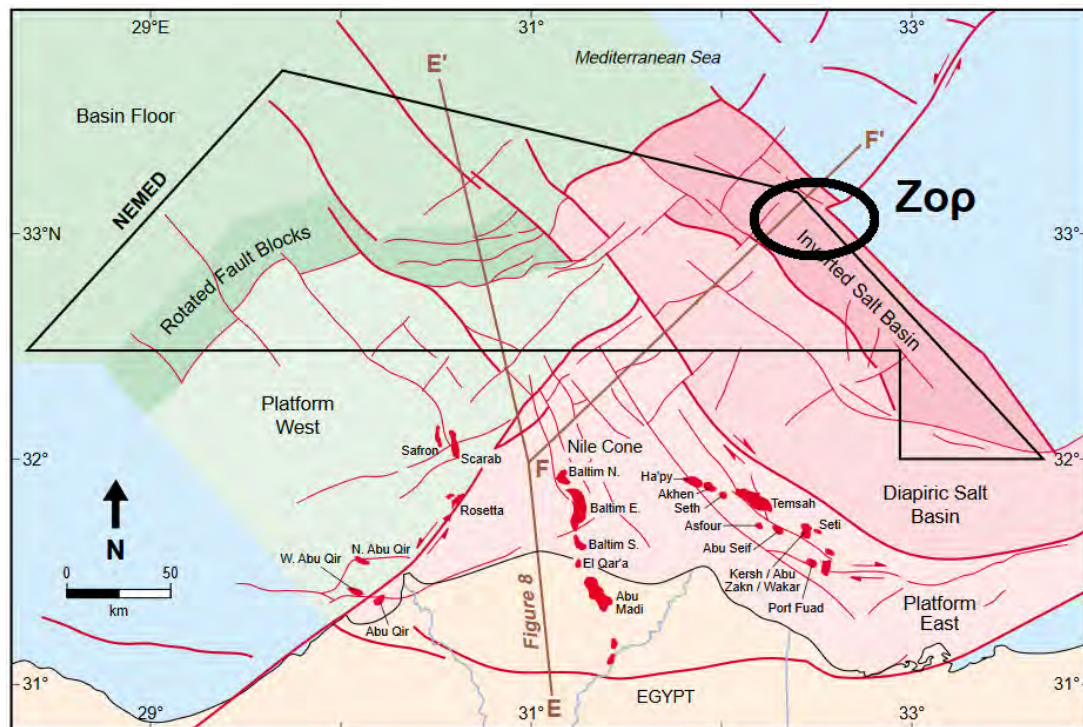 29°E
31°
33°
Mediterranean Sea
E'
Basin Floor
F'
NEMED
Zoρ
33°N
33°
Inverted Salt Basin
Rotated Fault Blocks
Platform
West
Nile Cone
Safron
Scarab
32°
F
Baltim N.
Ha'py
Akhen
Seth
Temsah
Diapiric Salt
Basin
Rosetta
Baltim E.
Asfour
Seti
Abu Seif
N
Baltim S.
N. Abu Qir
W. Abu Qir
El Qar'a
Kersh / Abu
Zakn / Wakar
0 50
km
Abu
Madi
Port Fuad
Platform
East
Abu Qir
Figure 8
31°
31°
EGYPT
E
29°
31°
33°
32°